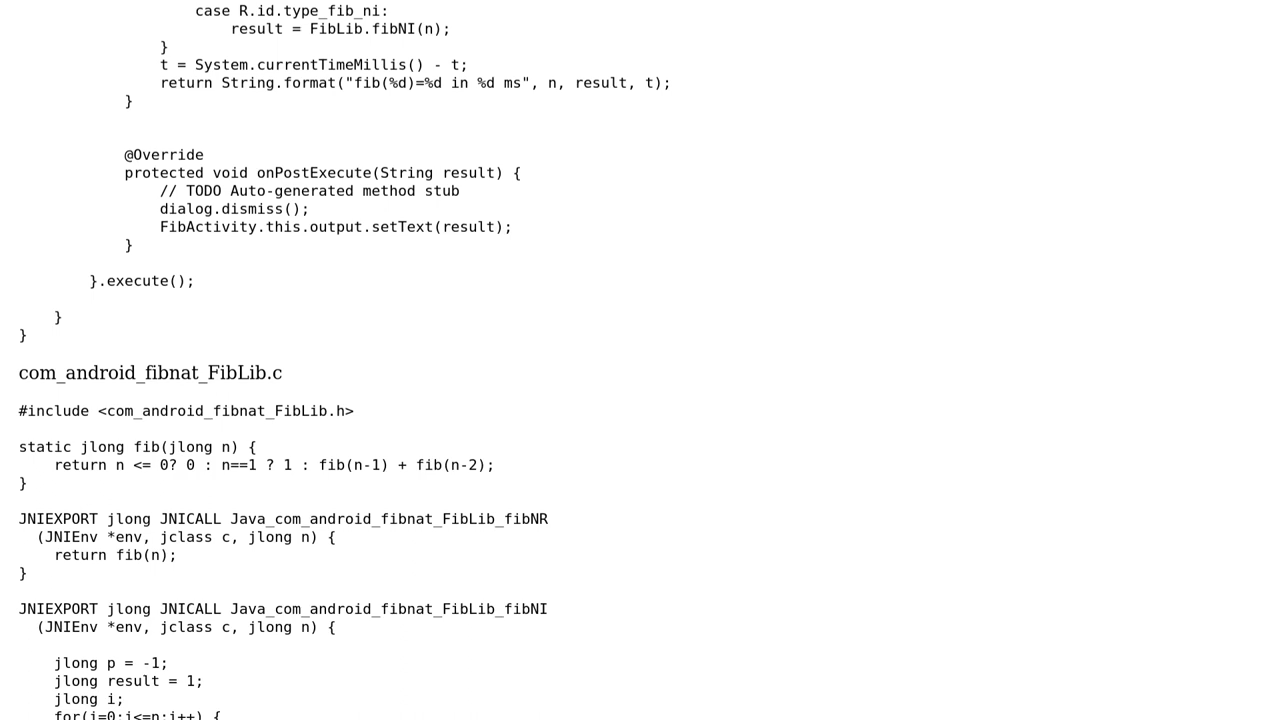 case R.id.type_fib_ni:
result = FibLib.fibNI(n);
}
t = System.currentTimeMillis() - t;
return String.format("fib(%d)=%d in %d ms", n, result, t);
}
@Override
protected void onPostExecute(String result) {
// TODO Auto-generated method stub
dialog.dismiss();
FibActivity.this.output.setText(result);
}
}.execute();
}
}
com_android_fibnat_FibLib.c
#include <com_android_fibnat_FibLib.h>
static jlong fib(jlong n) {
return n <= 0? 0 : n==1 ? 1 : fib(n-1) + fib(n-2);
}
JNIEXPORT jlong JNICALL Java_com_android_fibnat_FibLib_fibNR
(JNIEnv *env, jclass c, jlong n) {
return fib(n);
}
JNIEXPORT jlong JNICALL Java_com_android_fibnat_FibLib_fibNI
(JNIEnv *env, jclass c, jlong n) {
jlong p = -1;
jlong result = 1;
jlong i;
for(i=0;i<=n;i++) {